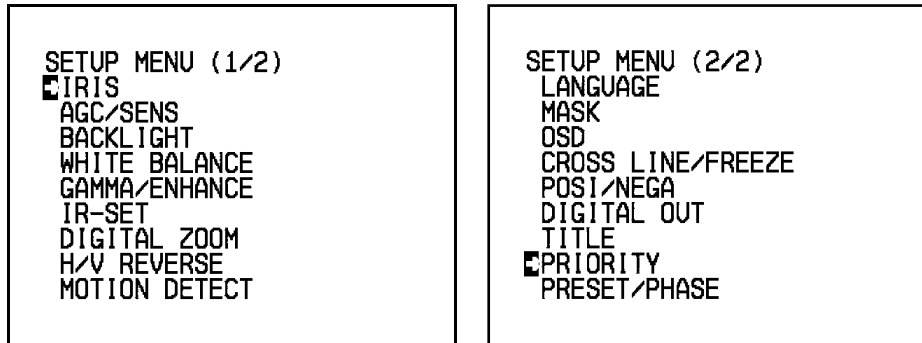 SETUP MENU (1/2)
IRIS
AGC/SENS
BACKLIGHT
WHITE BALANCE
GAMMA/ENHANCE
IR-SET
DIGITAL ZOOM
H/V REVERSE
MOTION DETECT
SETUP MENU (2/2)
LANGUAGE
MASK
OSD
CROSS LINE/FREEZE
POSI/NEGA
DIGITAL OUT
TITLE
PRIORITY
PRESET/PHASE